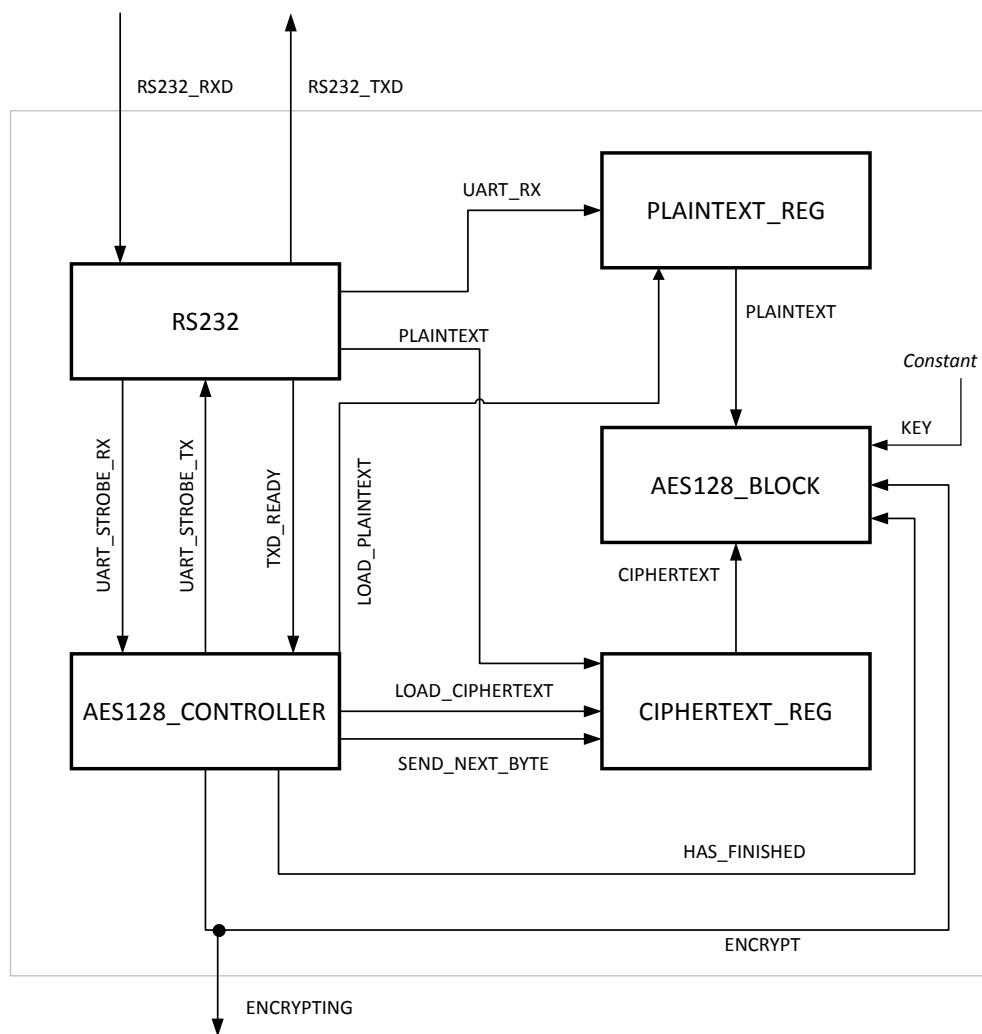 RS232_RXD
RS232_TXD
UART_RX
PLAINTEXT_REG
RS232
PLAINTEXT
PLAINTEXT
Constant
KEY
AES128_BLOCK
UART_STROBE_RX
UART_STROBE_TX
TXD_READY
LOAD_PLAINTEXT
CIPHERTEXT
AES128_CONTROLLER
LOAD_CIPHERTEXT
CIPHERTEXT_REG
SEND_NEXT_BYTE
HAS_FINISHED
ENCRYPT
ENCRYPTING